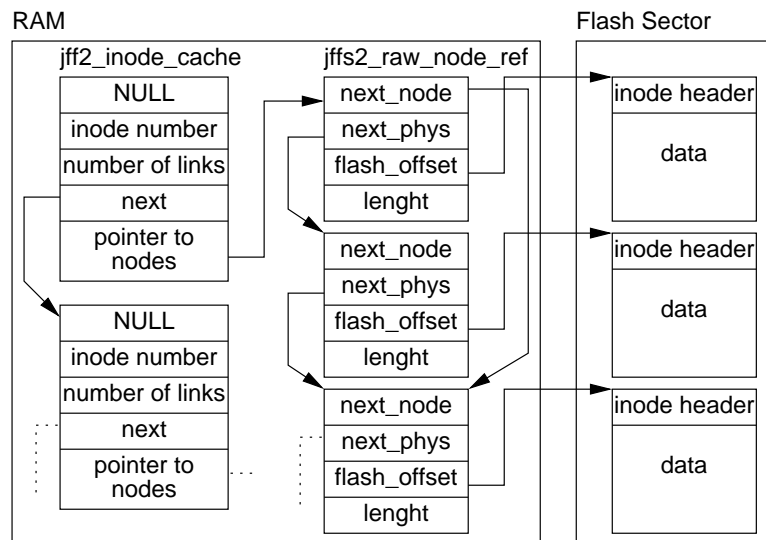 RAM
Flash Sector
jff2_inode_cache
NULL
inode number
number of links
next
pointer to
nodes
NULL
inode number
number of links
next
pointer to
nodes
jffs2_raw_node_ref
next_node
next_phys
flash_offset
lenght
next_node
next_phys
flash_offset
lenght
next_node
next_phys
flash_offset
lenght
inode header
data
inode header
data
inode header
data